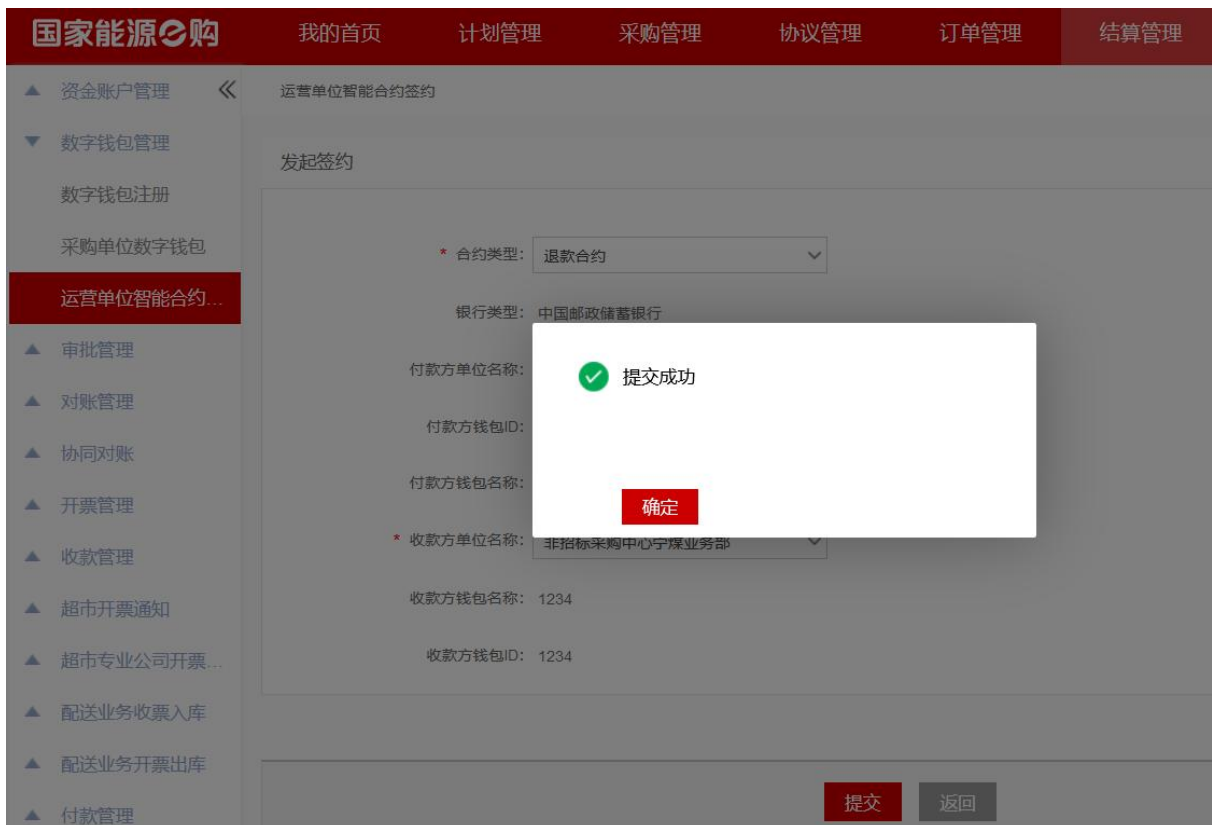 国家能源e购
我的首页 计划管理 采购管理 协议管理 订单管理 结算管理
资金账户管理
数字钱包管理
数字钱包注册
采购单位数字钱包
运营单位智能合约...
审批管理
对账管理
协同对账
开票管理
收款管理
超市开票通知
超市专业公司开票...
配送业务收票入库
配送业务开票出库
付款管理
运营单位智能合约签约
发起签约
* 合约类型: 退款合约
银行类型: 中国邮政储蓄银行
付款方单位名称:
付款方钱包ID:
付款方钱包名称:
* 收款方单位名称: 非招标采购中心宁煤业务部
收款方钱包名称: 1234
收款方钱包ID: 1234
提交成功
确定
提交 返回